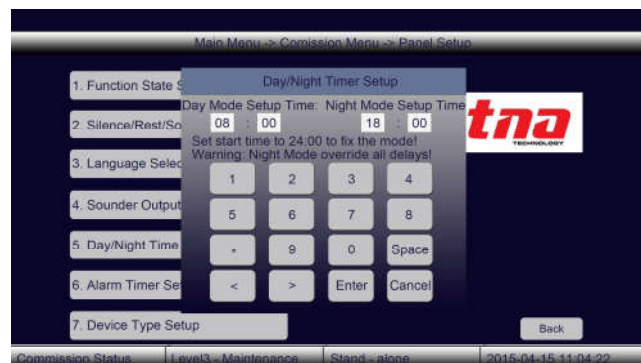 Main Menu -> Comission Menu -> Panel Setup
Day/Night Timer Setup
1. Function State S
Day Mode Setup Time: Night Mode Setup Time
08 : 00 18 : 00
2. Silence/Rest/So
Set start time to 24:00 to fix the mode!
Warning: Night Mode override all delays!
tna
TECHNOLOGY
3. Language Selec
1 2 3 4
4. Sounder Output
5 6 7 8
5. Day/Night Time
9 0 Space
6. Alarm Timer Set
< > Enter Cancel
7. Device Type Setup
Back
Commission Status Level3 - Maintenance Stand - alone 2015-04-15 11:04:22